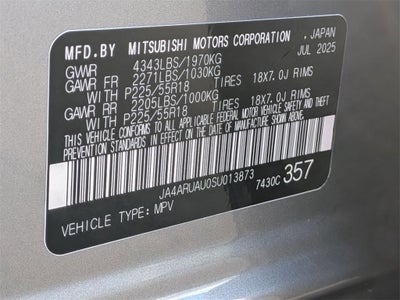 MFD.BY MITSUBISHI MOTORS CORPORATION, JAPAN
GVWR 4343LBS/1970KG JUL 2025
GAWR FR 2271LBS/1030KG
WITH P225/55R18 TIRES 18X7.0J RIMS
GAWR RR 2205LBS/1000KG
WITH P225/55R18 TIRES 18X7.0J RIMS
THIS VEHICLE CONFORMS TO ALL APPLICABLE FEDERAL MOTOR VEHICLE SAFETY AND THEFT
PREVENTION STANDARDS IN EFFECT ON THE DATE OF MANUFACTURE SHOWN ABOVE.
JA4ARUAU0SU013873
7430C 357
VEHICLE TYPE: MPV